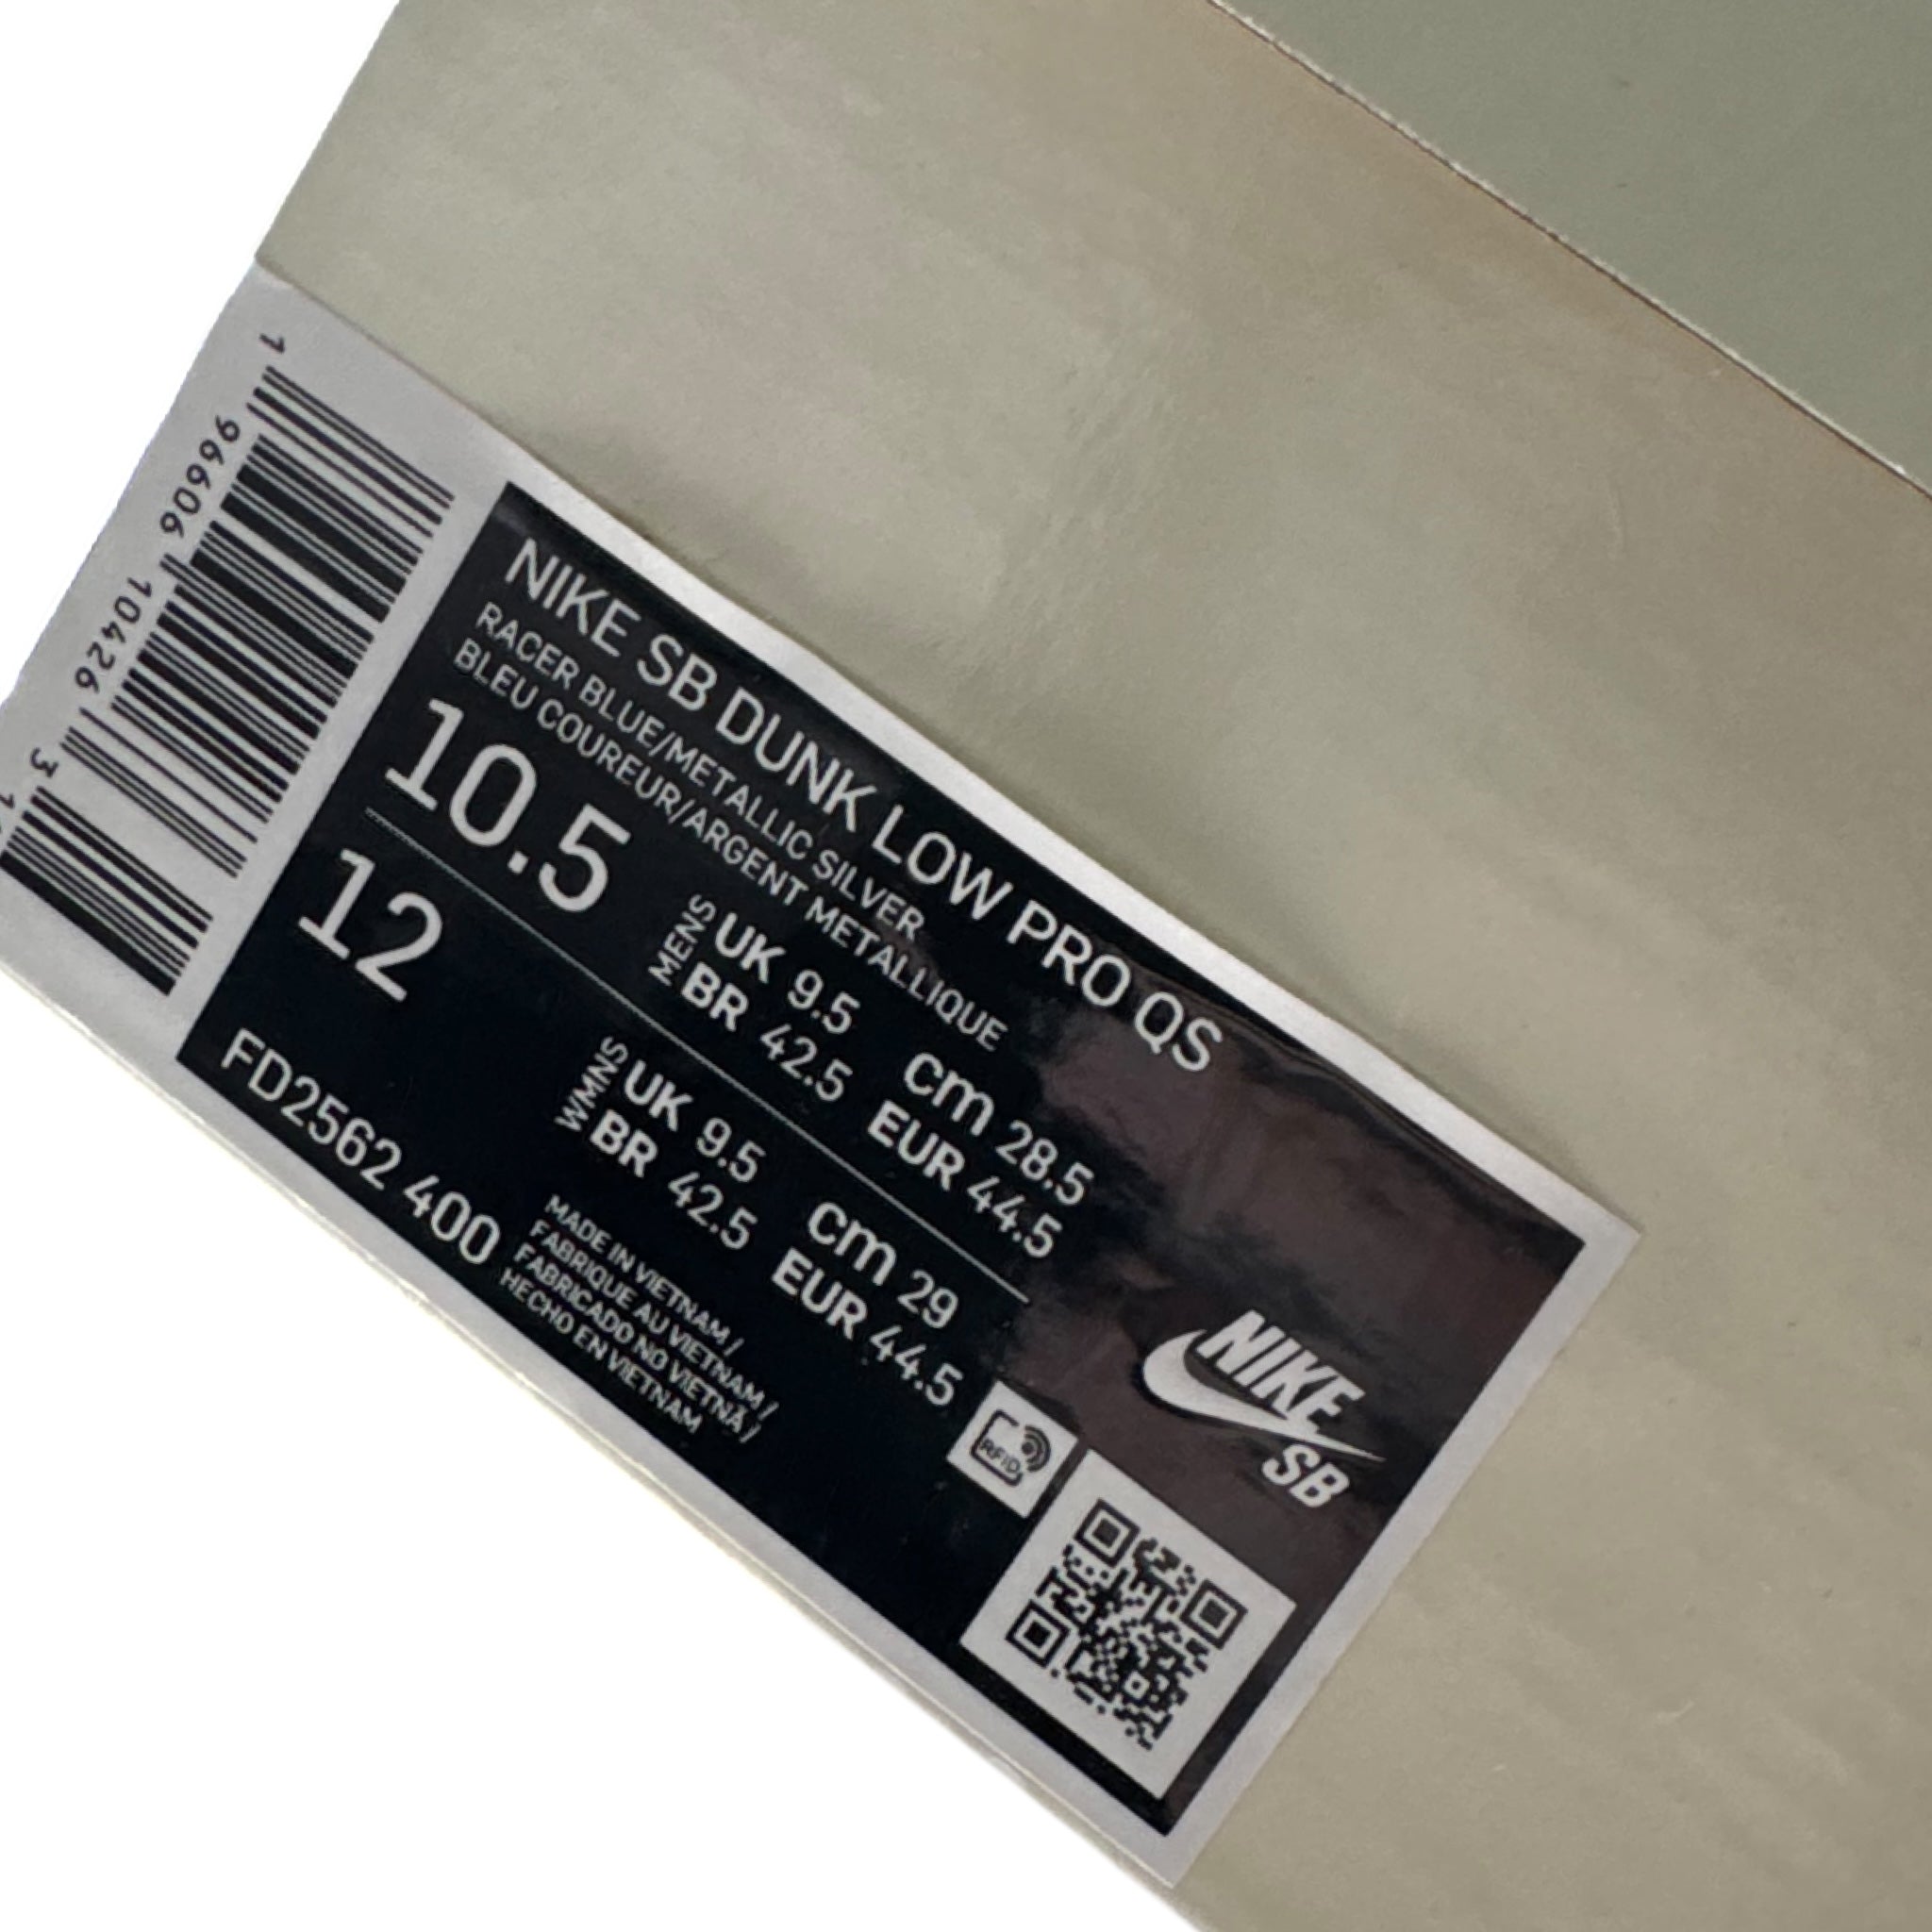 NIKE SB DUNK LOW PRO QS
RACER BLUE/METALLIC SILVER
BLEU COUREUR/ARGENT METALLIQUE
10.5
MENS
UK 9.5
BR 42.5
cm 28.5
EUR 44.5
12
WMNS
UK 9.5
BR 42.5
cm 29
EUR 44.5
FD2562 400
MADE IN VIETNAM /
FABRIQUE AU VIETNAM /
FABRICADO NO VIETNÃ /
HECHO EN VIETNAM
RFID
NIKE
SB
1 96606 10426 3